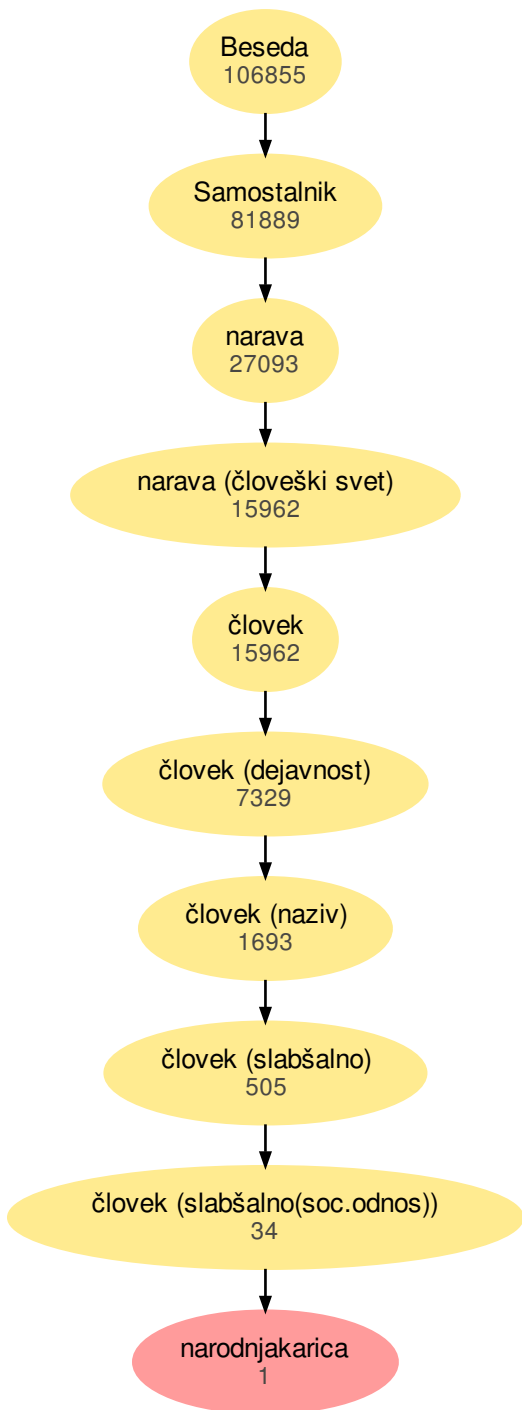 Beseda
106855
Samostalnik
81889
narava
27093
narava (človeški svet)
15962
človek
15962
človek (dejavnost)
7329
človek (naziv)
1693
človek (slabšalno)
505
človek (slabšalno(soc.odnos))
34
narodnjakarica
1